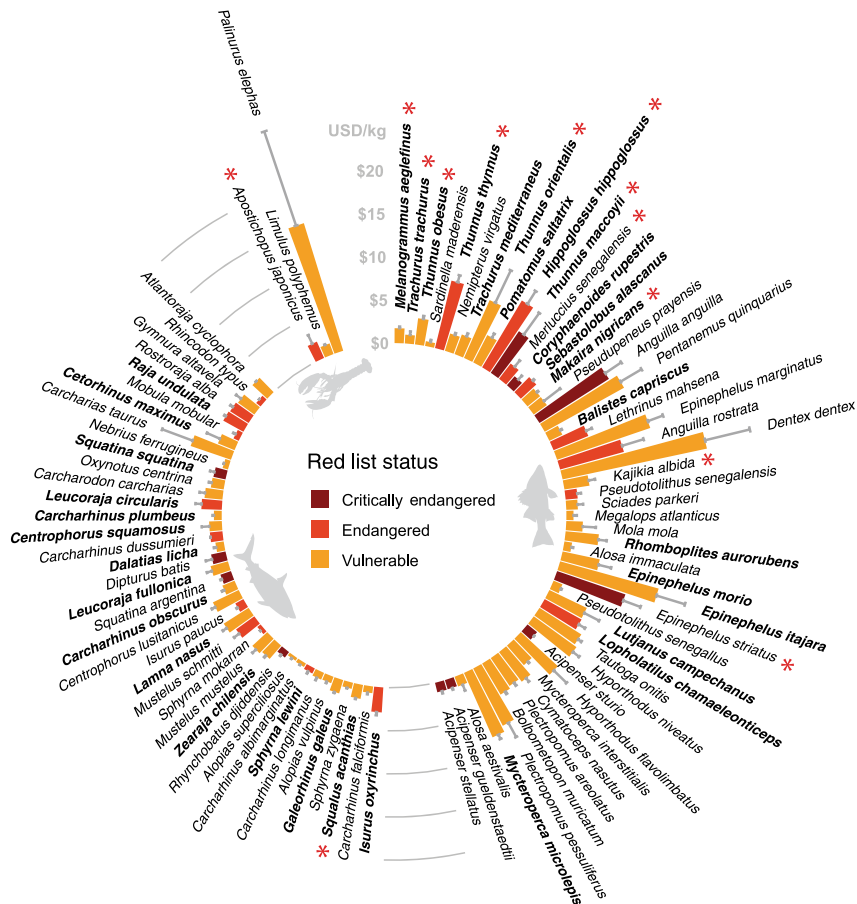 Palinurus elephas
Limulus polyphemus
Apostichopus japonicus
*
USD/kg
$20
$15
$10
$5
$0
Melanogrammus aeglefinus *
Trachurus trachurus *
Thunnus obesus *
Sardinella maderensis
Thunnus thynnus *
Nemipterus virgatus
Trachurus mediterraneus
Thunnus orientalis *
Pomatomus saltatrix
Hippoglossus hippoglossus *
Thunnus maccoyii *
Merluccius senegalensis *
Coryphaenoides rupestris
Sebastolobus alascanus
Makaira nigricans *
Pseudupeneus prayensis
Anguilla anguilla
Pentanemus quinquarius
Balistes capriscus
Lethrinus mahsena
Epinephelus marginatus
Anguilla rostrata
Dentex dentex
Kajikia albida *
Pseudotolithus senegalensis
Sciades parkeri
Megalops atlanticus
Mola mola
Rhomboplites aurorubens
Alosa immaculata
Epinephelus morio
Epinephelus itajara
Epinephelus striatus *
Pseudotolithus senegallus
Lutjanus campechanus
Lopholatilus chamaeleonticeps
Tautoga onitis
Hyporthodus niveatus
Acipenser sturio
Hyporthodus flavolimbatus
Mycteroperca interstitialis
Cymatoceps nasutus
Plectropomus areolatus
Bolbometopon muricatum
Plectropomus pessuliferus
Mycteroperca microlepis
Alosa aestivalis
Acipenser gueldenstaedtii
Acipenser stellatus
Isurus oxyrinchus
Carcharhinus falciformis
Squalus acanthias *
Sphyrna zygaena
Galeorhinus galeus
Alopias vulpinus
Carcharhinus longimanus
Sphyrna lewini
Carcharhinus albimarginatus
Alopias superciliosus
Rhynchobatus djiddensis
Zearaja chilensis
Mustelus mustelus
Sphyrna mokarran
Mustelus schmitti
Lamna nasus
Isurus paucus
Centrophorus lusitanicus
Carcharhinus obscurus
Squatina argentina
Leucoraja fullonica
Dipturus batis
Dalatias licha
Carcharhinus dussumieri
Centrophorus squamosus
Carcharhinus plumbeus
Leucoraja circularis
Carcharodon carcharias
Oxynotus centrina
Squatina squatina
Nebrius ferrugineus
Carcharias taurus
Cetorhinus maximus
Mobula mobular
Raja undulata
Rostroraja alba
Gymnura altavela
Rhincodon typus
Atlantoraja cyclophora
Red list status
Critically endangered
Endangered
Vulnerable